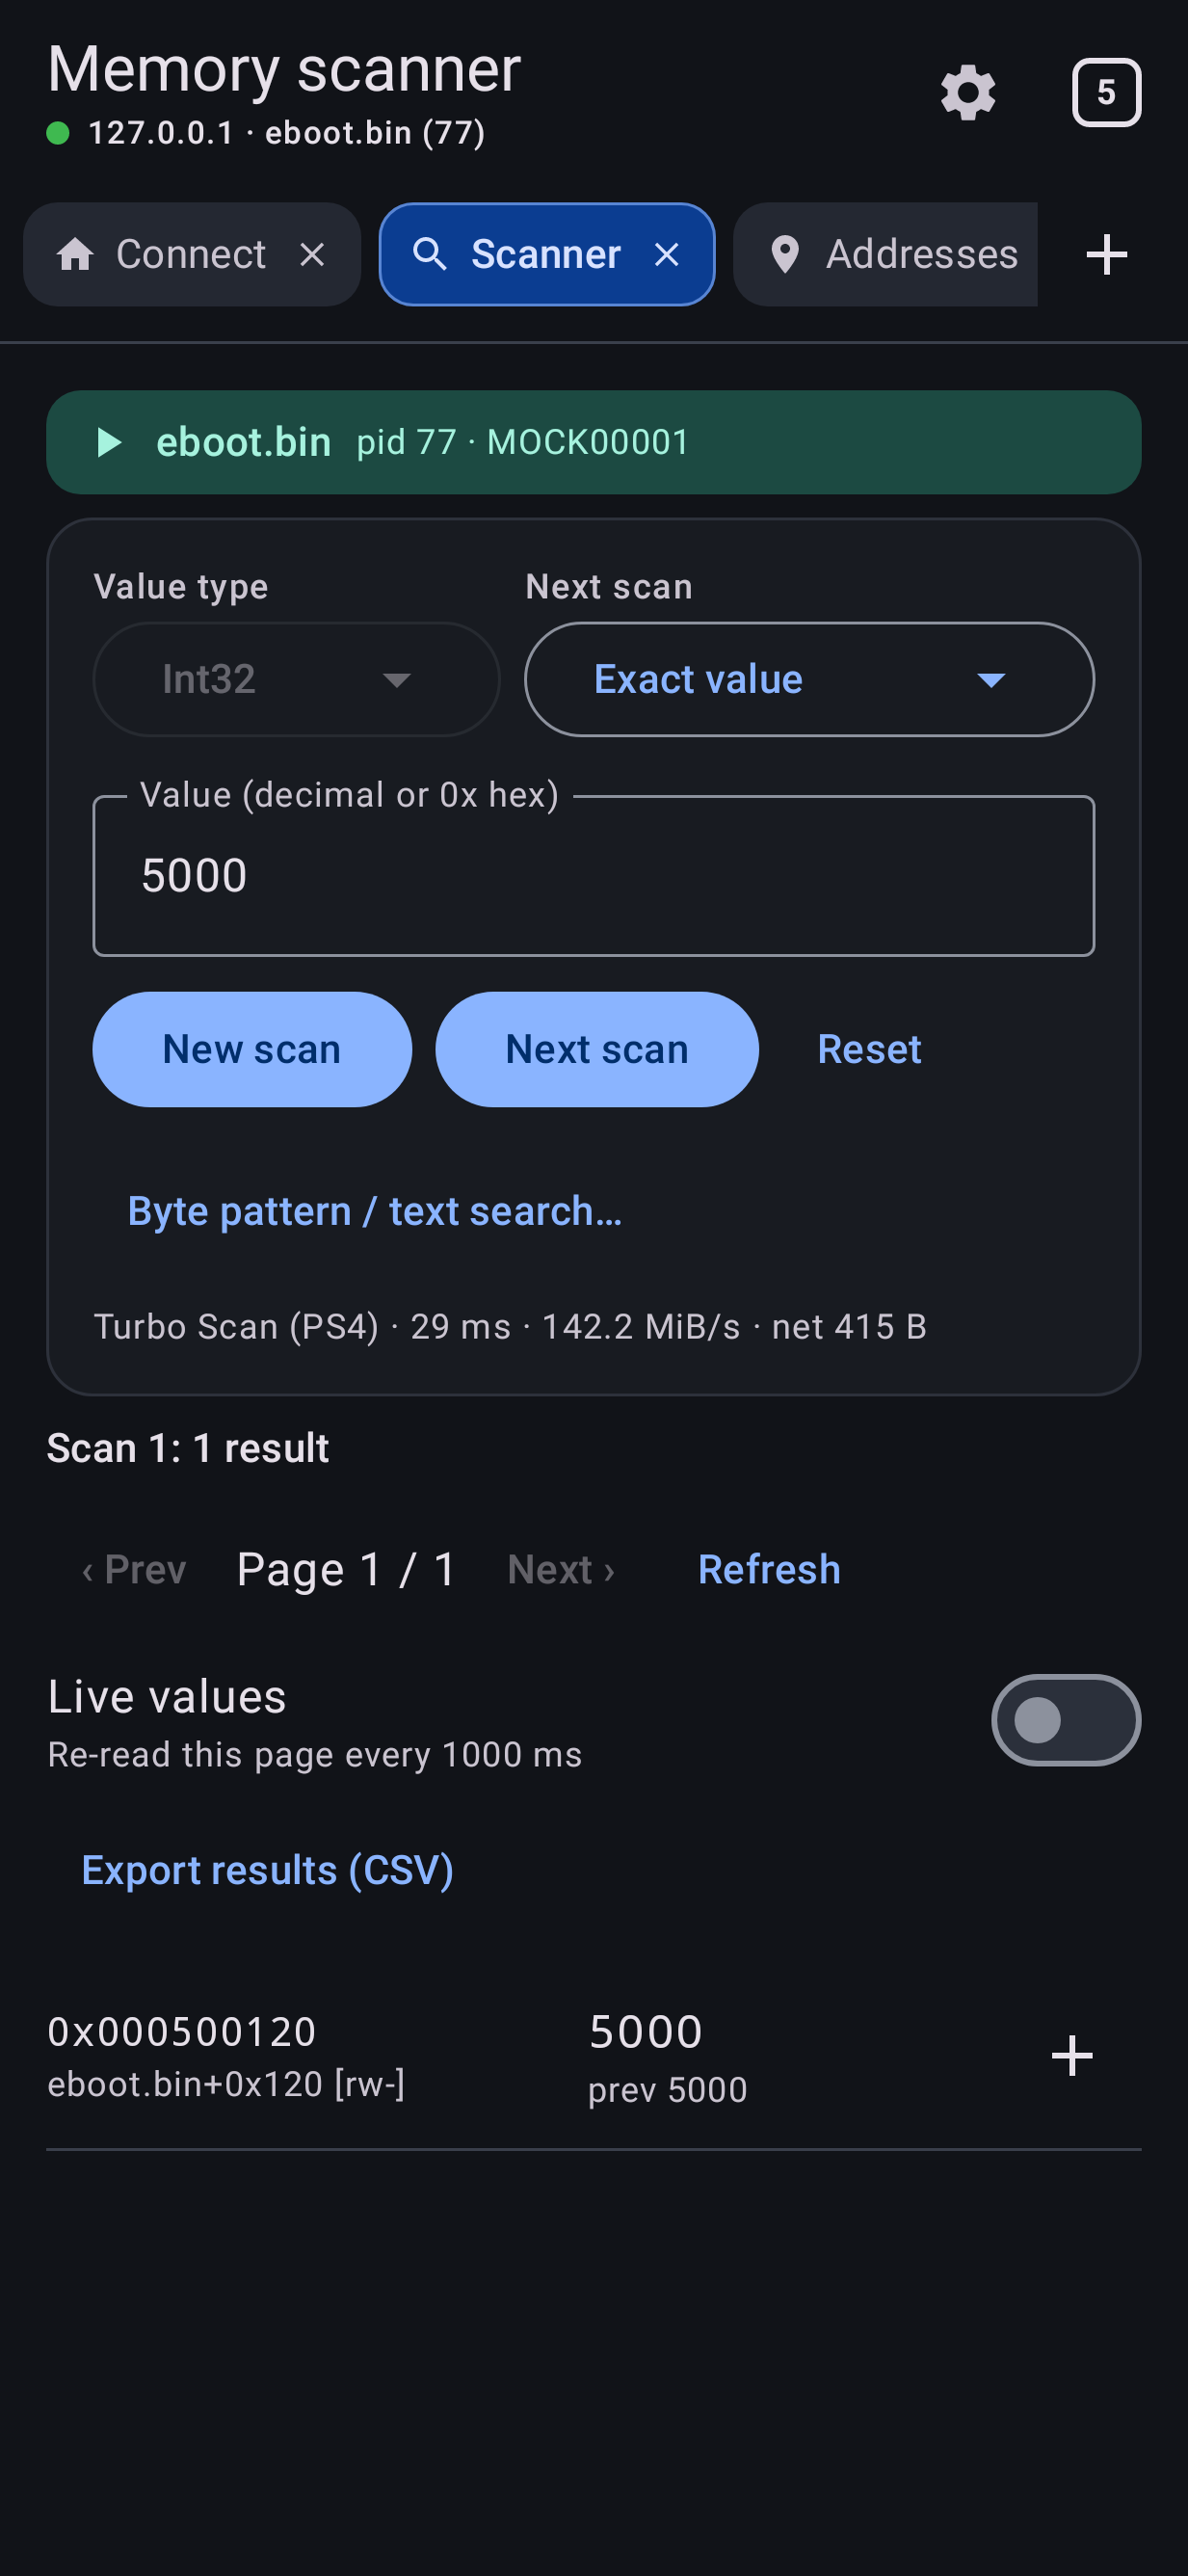 Memory scanner
5
127.0.0.1 · eboot.bin (77)
Connect
Scanner
Addresses
eboot.bin pid 77 · MOCK00001
Value type
Next scan
Int32
Exact value
Value (decimal or 0x hex)
5000
New scan
Next scan
Reset
Byte pattern / text search…
Turbo Scan (PS4) · 29 ms · 142.2 MiB/s · net 415 B
Scan 1: 1 result
‹ Prev
Page 1 / 1
Next ›
Refresh
Live values
Re-read this page every 1000 ms
Export results (CSV)
0x000500120
5000
eboot.bin+0x120 [rw-]
prev 5000